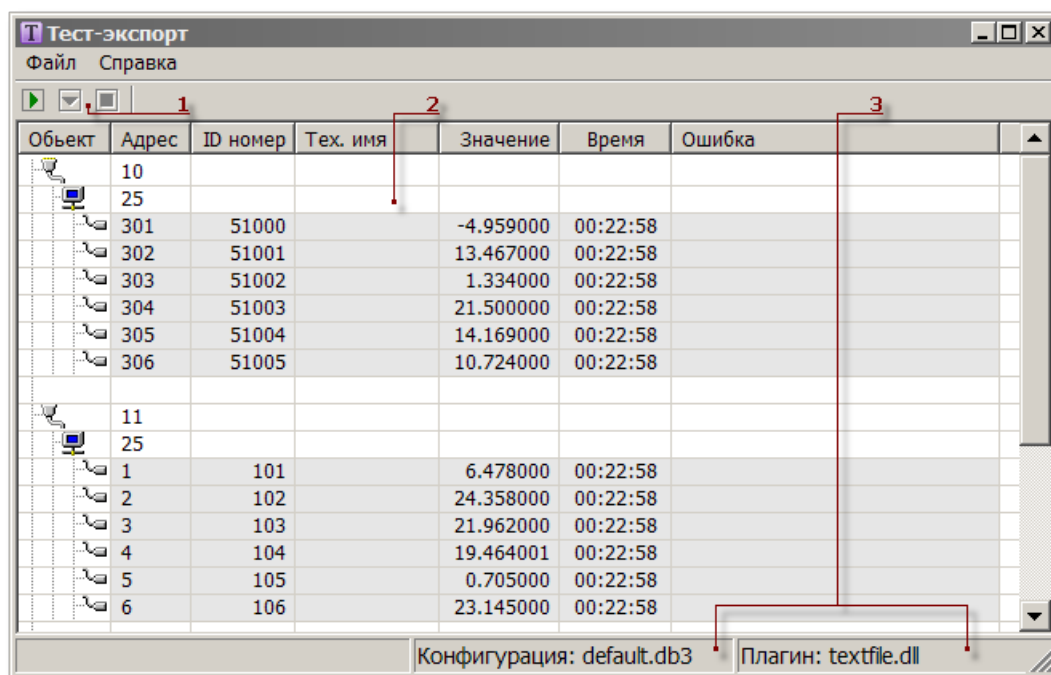 Тест-экспорт
Файл Справка
1 2 3
Обьект Адрес ID номер Тех. имя Значение Время Ошибка
10
25
301 51000 -4.959000 00:22:58
302 51001 13.467000 00:22:58
303 51002 1.334000 00:22:58
304 51003 21.500000 00:22:58
305 51004 14.169000 00:22:58
306 51005 10.724000 00:22:58
11
25
1 101 6.478000 00:22:58
2 102 24.358000 00:22:58
3 103 21.962000 00:22:58
4 104 19.464001 00:22:58
5 105 0.705000 00:22:58
6 106 23.145000 00:22:58
Конфигурация: default.db3 Плагин: textfile.dll